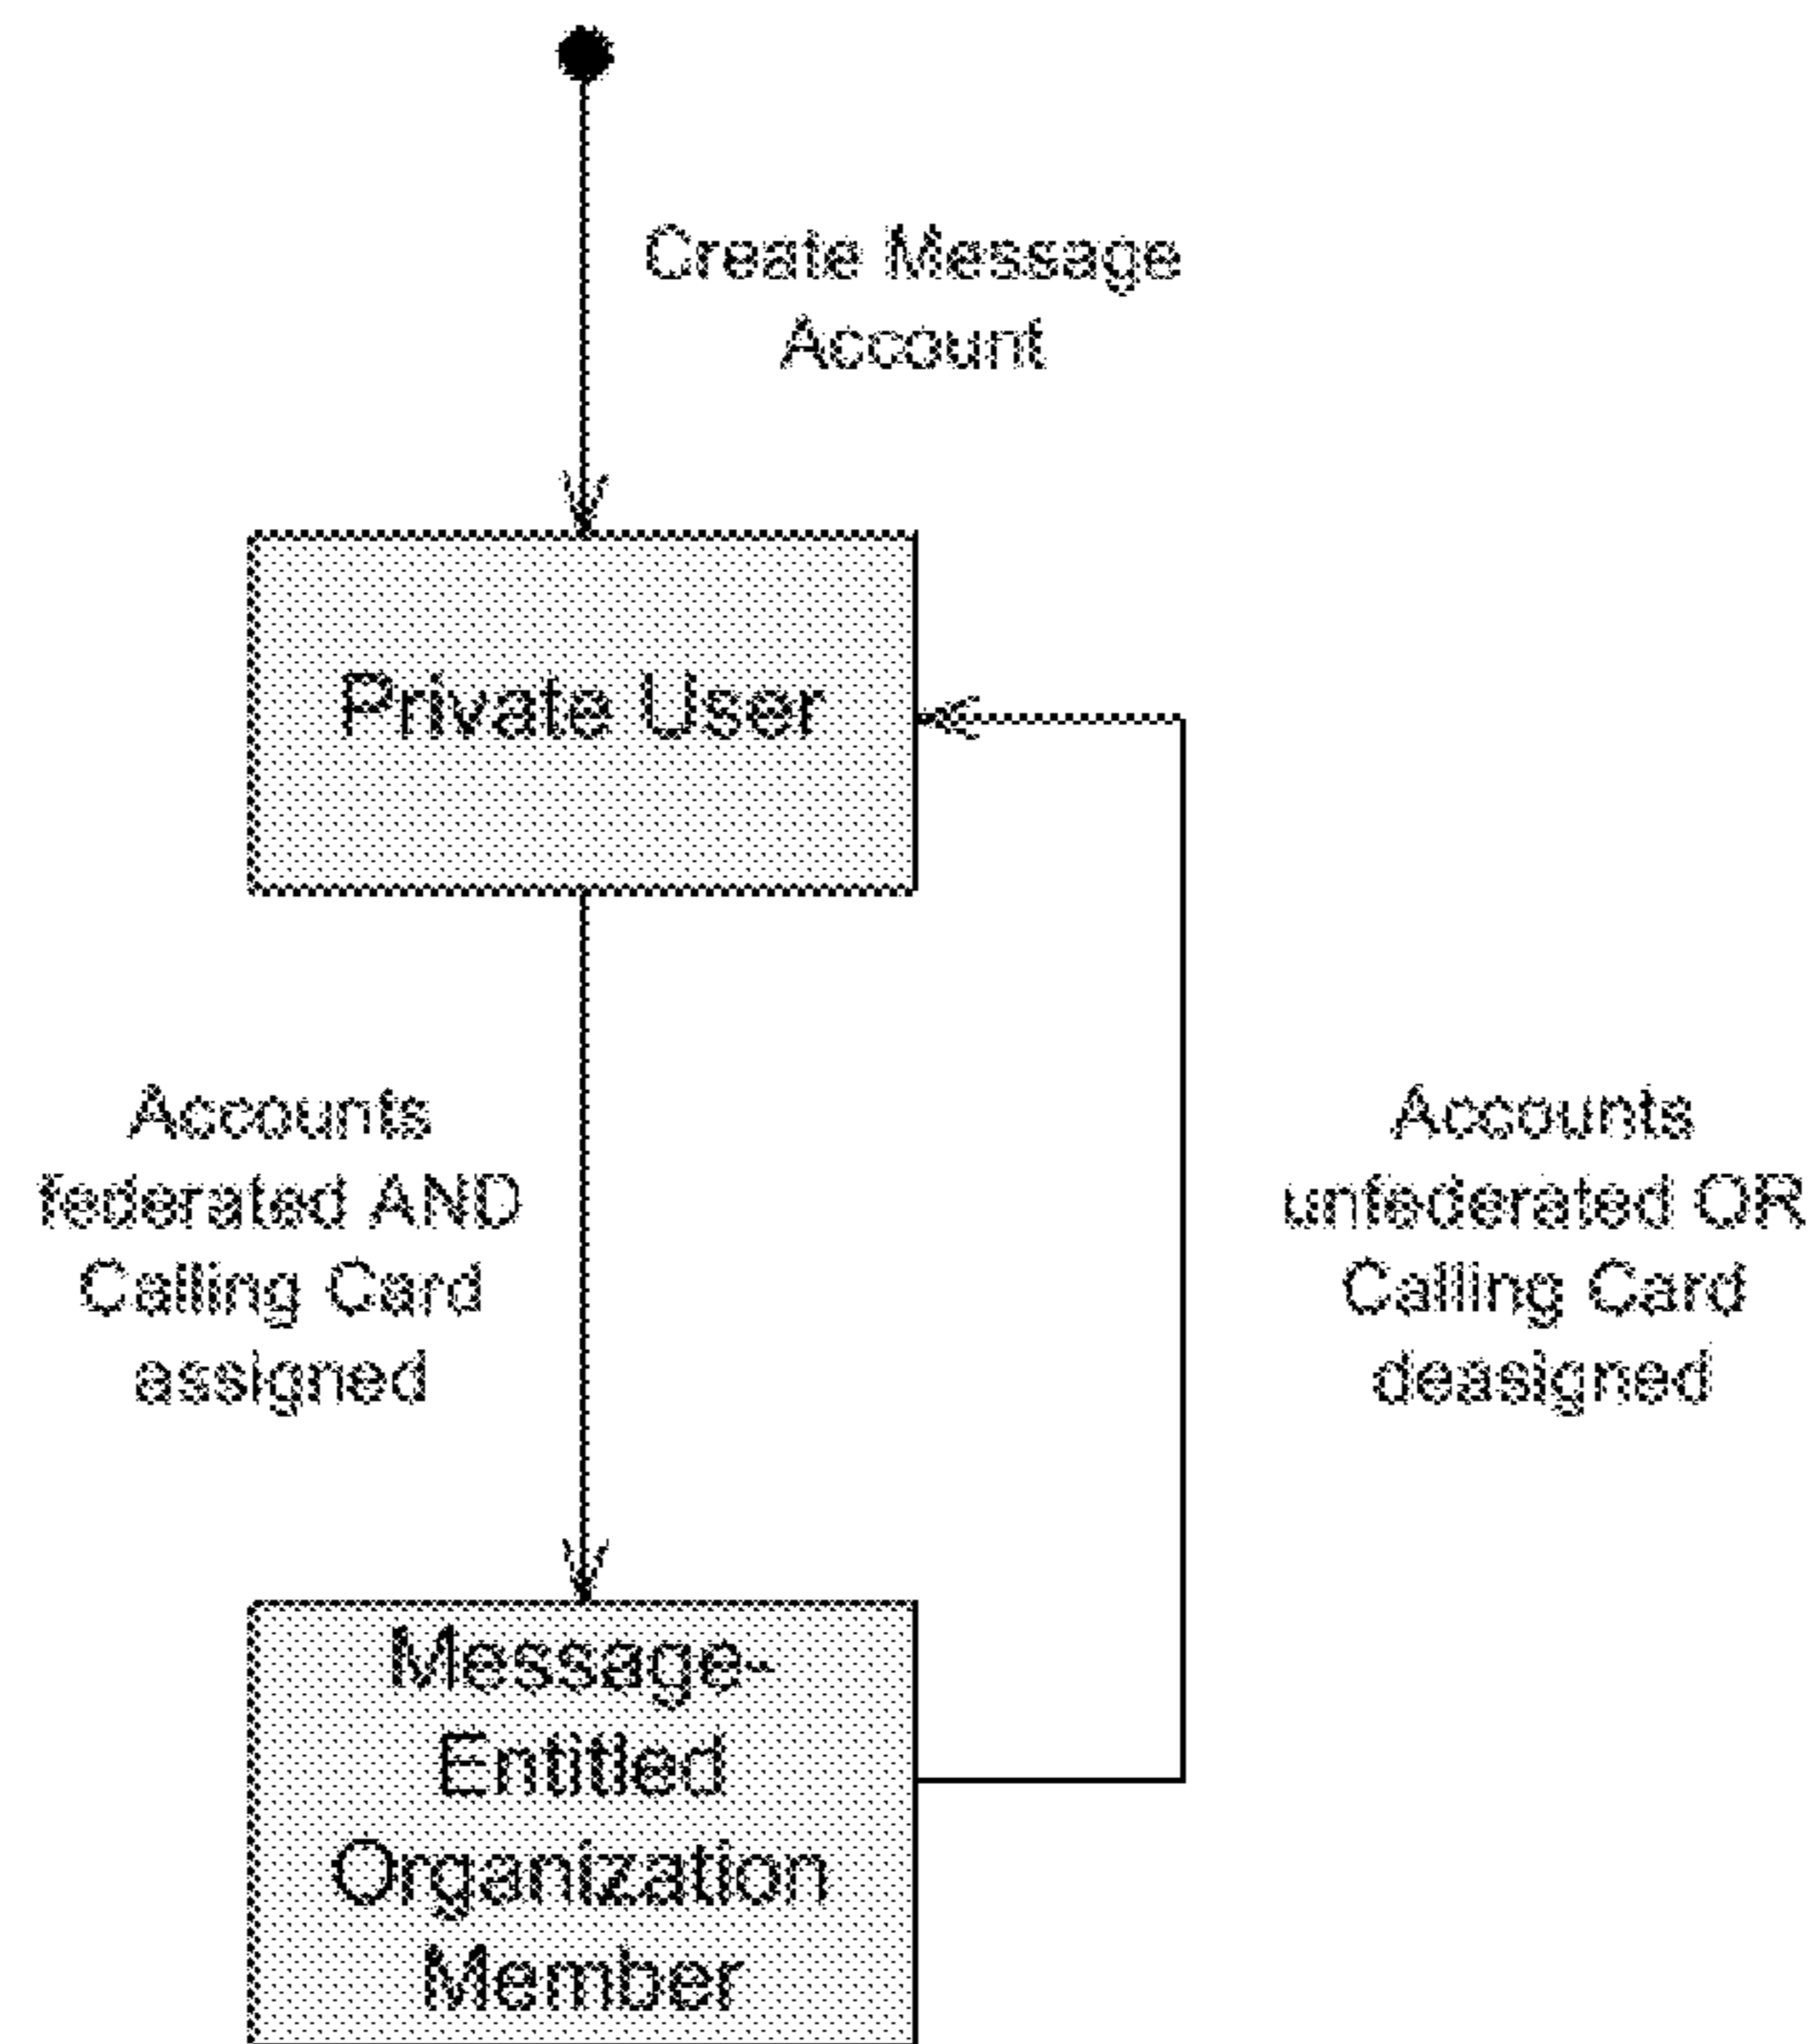 Create Message
Account
Private User
Accounts
federated AND
Calling Card
assigned
Accounts
unfederated OR
Calling Card
deasigned
Message-
Entitled
Organization
Member